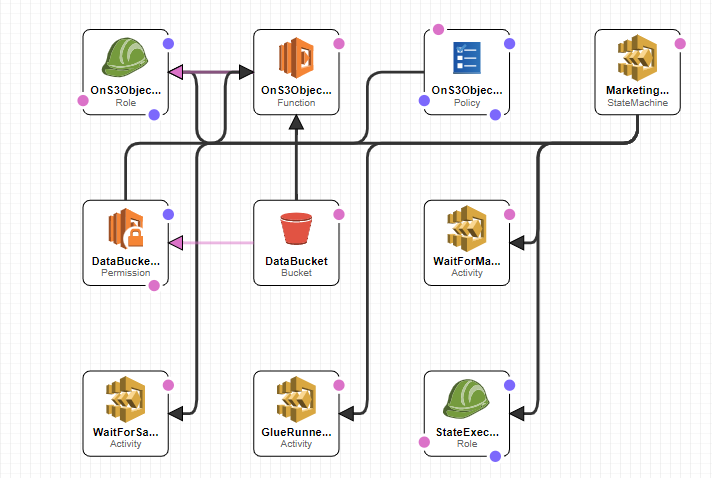 OnS3Objec...
Role
OnS3Objec...
Function
OnS3Objec...
Policy
Marketing...
StateMachine
DataBucke...
Permission
DataBucket
Bucket
WaitForMa...
Activity
WaitForSa...
Activity
GlueRunne...
Activity
StateExec...
Role